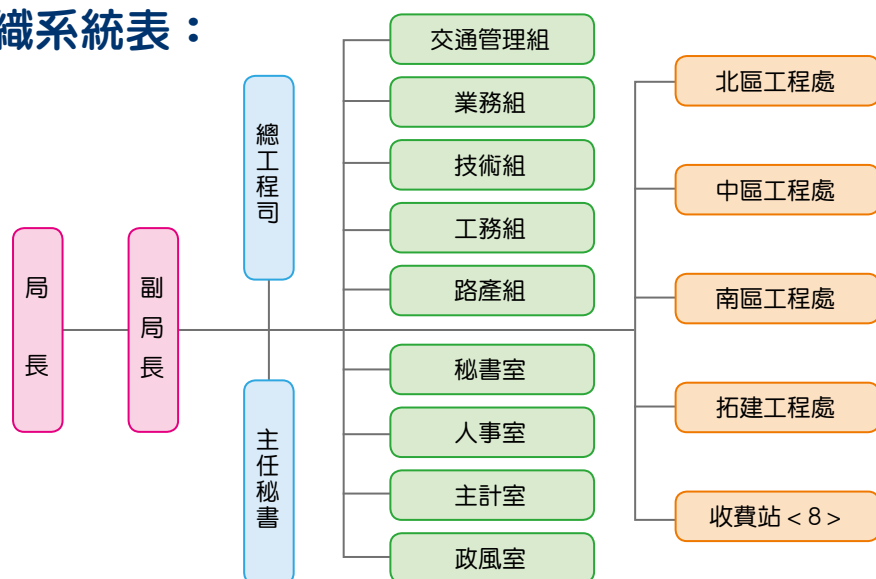 織系統表：
局長
副局長
總工程司
主任秘書
交通管理組
業務組
技術組
工務組
路產組
秘書室
人事室
主計室
政風室
北區工程處
中區工程處
南區工程處
拓建工程處
收費站<8>